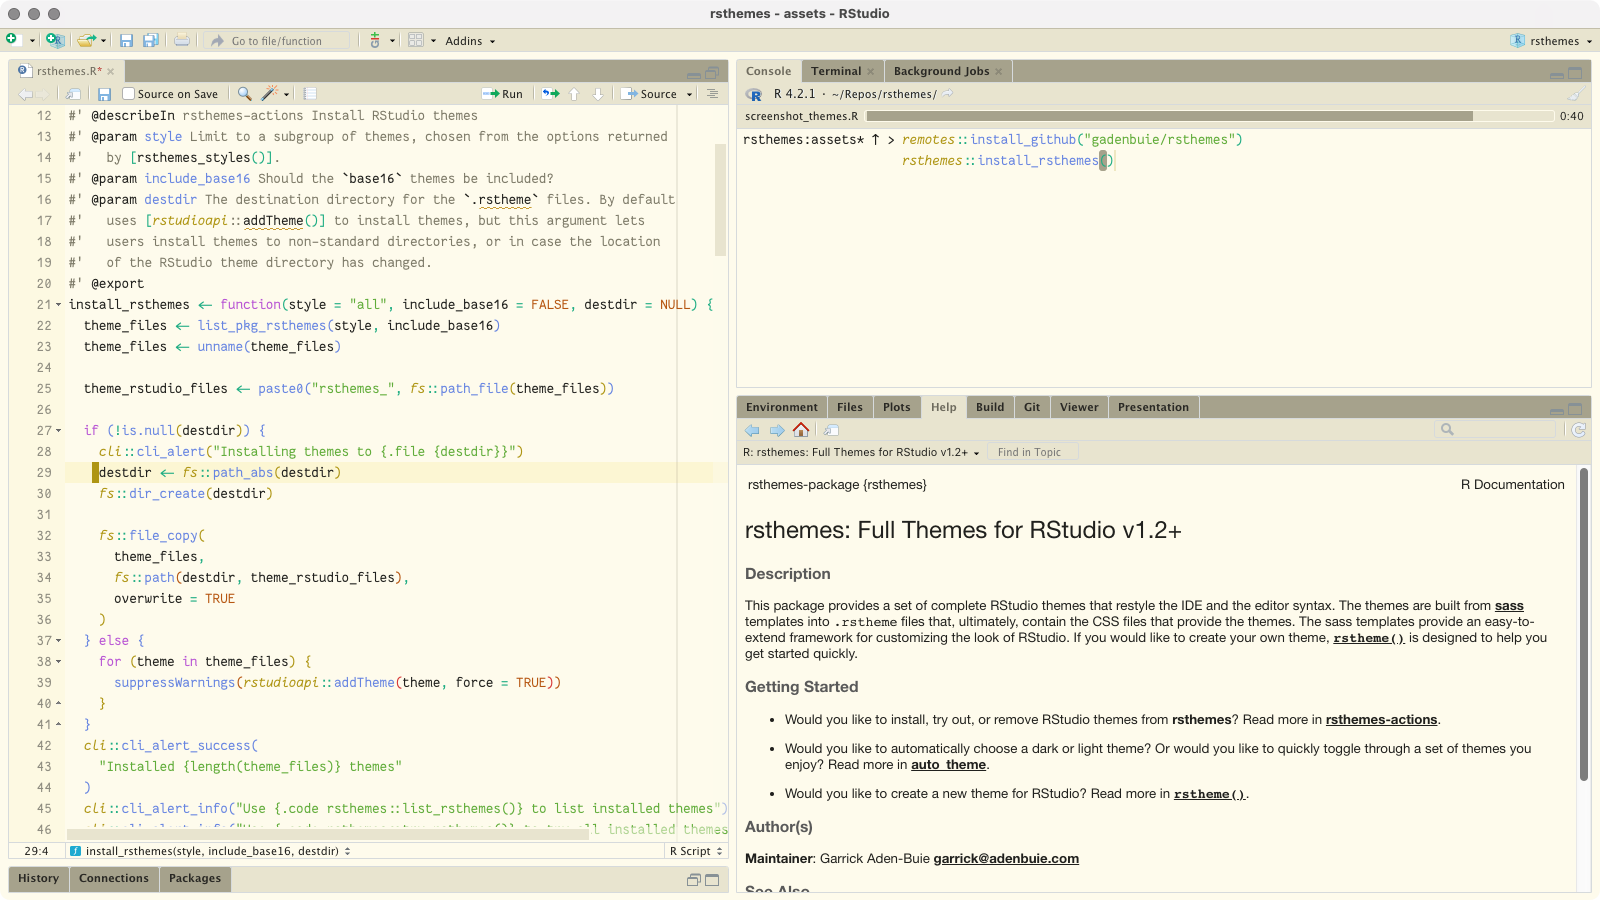 rsthemes - assets - RStudio
Go to file/function
Addins
rsthemes
rsthemes.R*
Source on Save
Run
Source
12 #' @describeIn rsthemes-actions Install RStudio themes
13 #' @param style Limit to a subgroup of themes, chosen from the options returned
14 #'   by [rsthemes_styles()].
15 #' @param include_base16 Should the `base16` themes be included?
16 #' @param destdir The destination directory for the `.rstheme` files. By default
17 #'   uses [rstudioapi::addTheme()] to install themes, but this argument lets
18 #'   users install themes to non-standard directories, or in case the location
19 #'   of the RStudio theme directory has changed.
20 #' @export
21 install_rsthemes <- function(style = "all", include_base16 = FALSE, destdir = NULL) {
22   theme_files <- list_pkg_rsthemes(style, include_base16)
23   theme_files <- unname(theme_files)
24
25   theme_rstudio_files <- paste0("rsthemes_", fs::path_file(theme_files))
26
27   if (!is.null(destdir)) {
28     cli::cli_alert("Installing themes to {.file {destdir}}")
29     destdir <- fs::path_abs(destdir)
30     fs::dir_create(destdir)
31
32     fs::file_copy(
33       theme_files,
34       fs::path(destdir, theme_rstudio_files),
35       overwrite = TRUE
36     )
37   } else {
38     for (theme in theme_files) {
39       suppressWarnings(rstudioapi::addTheme(theme, force = TRUE))
40     }
41   }
42   cli::cli_alert_success(
43     "Installed {length(theme_files)} themes"
44   )
45   cli::cli_alert_info("Use {.code rsthemes::list_rsthemes()} to list installed themes")
46 all installed themes
29:4
install_rsthemes(style, include_base16, destdir)
R Script
History Connections Packages
Console Terminal Background Jobs
R 4.2.1 · ~/Repos/rsthemes/
screenshot_themes.R 0:40
rsthemes:assets* ↑ > remotes::install_github("gadenbuie/rsthemes")
rsthemes::install_rsthemes()
Environment Files Plots Help Build Git Viewer Presentation
R: rsthemes: Full Themes for RStudio v1.2+ Find in Topic
rsthemes-package {rsthemes} R Documentation
rsthemes: Full Themes for RStudio v1.2+
Description
This package provides a set of complete RStudio themes that restyle the IDE and the editor syntax. The themes are built from sass
templates into .rstheme files that, ultimately, contain the CSS files that provide the themes. The sass templates provide an easy-to-
extend framework for customizing the look of RStudio. If you would like to create your own theme, rstheme() is designed to help you
get started quickly.
Getting Started
• Would you like to install, try out, or remove RStudio themes from rsthemes? Read more in rsthemes-actions.
• Would you like to automatically choose a dark or light theme? Or would you like to quickly toggle through a set of themes you
enjoy? Read more in auto_theme.
• Would you like to create a new theme for RStudio? Read more in rstheme().
Author(s)
Maintainer: Garrick Aden-Buie garrick@adenbuie.com
See Also